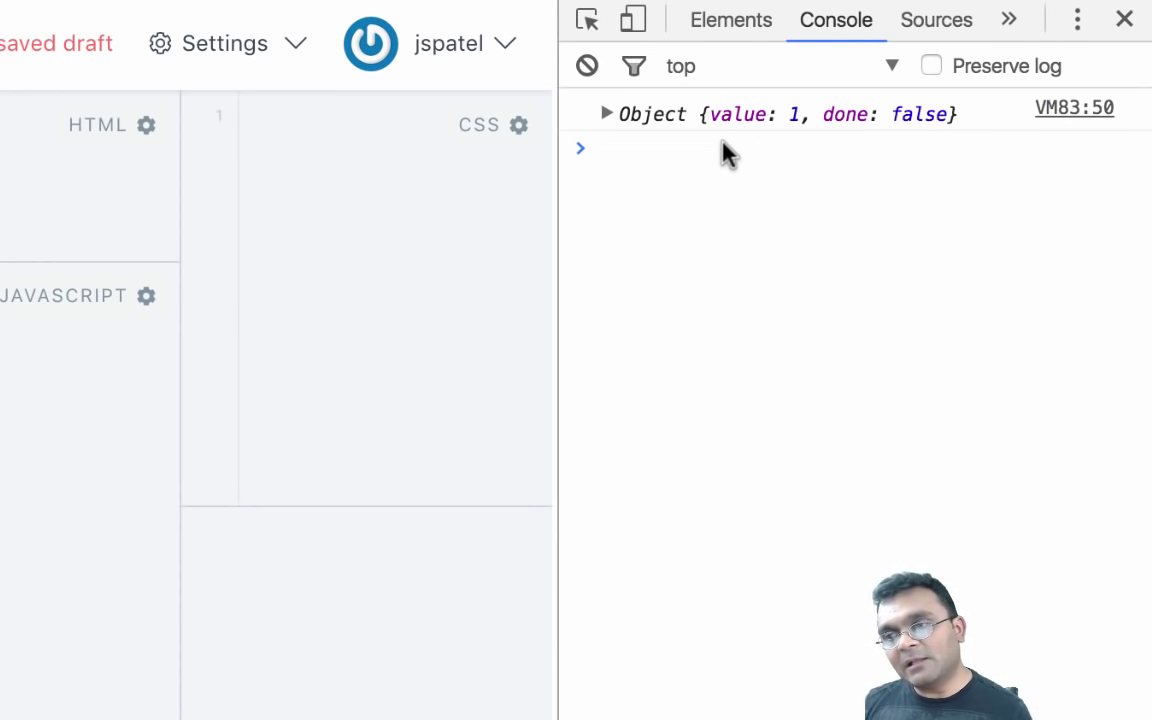 saved draft
Settings
jspatel
HTML
1
CSS
JAVASCRIPT
Elements
Console
Sources
»
top
Preserve log
Object {value: 1, done: false}
VM83:50